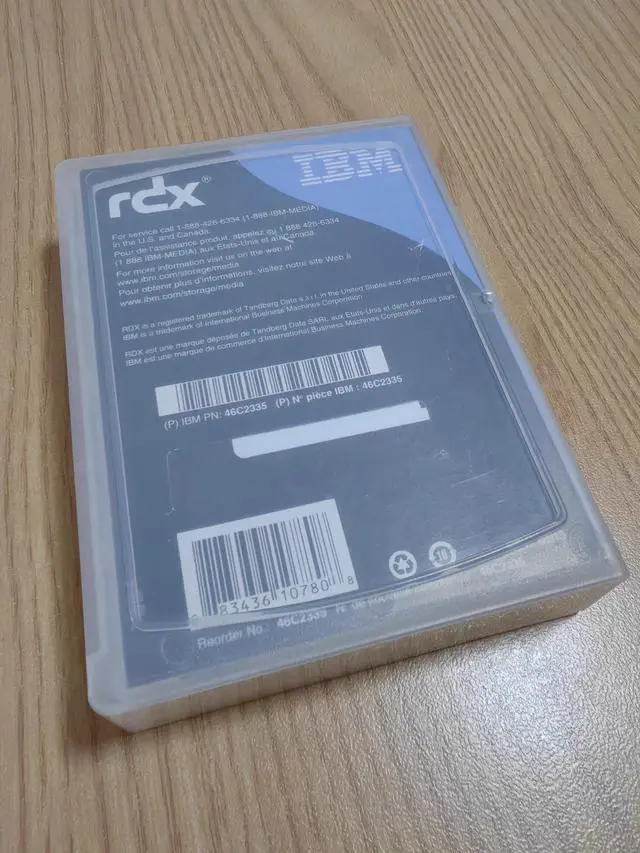 rdx®
IBM
For service call 1-888-426-6334 (1-888-IBM-MEDIA)
in the U.S. and Canada.
Pour de l'assistance produit, appelez au 1 888 426-6334
(1 888 IBM-MEDIA) aux États-Unis et au Canada.
For more information visit us on the web at
www.ibm.com/storage/media
Pour obtenir plus d'informations, visitez notre site Web à
www.ibm.com/storage/media
RDX is a registered trademark of Tandberg Data s.a.r.l. in the United States and other countries.
IBM is a trademark of International Business Machines Corporation
RDX est une marque déposés de Tandberg Data SARL aux États-Unis et dans d'autres pays.
IBM est une marque de commerce d'International Business Machines Corporation.
(P) IBM PN: 46C2335 (P) N° pièce IBM : 46C2335
83436 10780 8
10
Reorder No. 46C2339